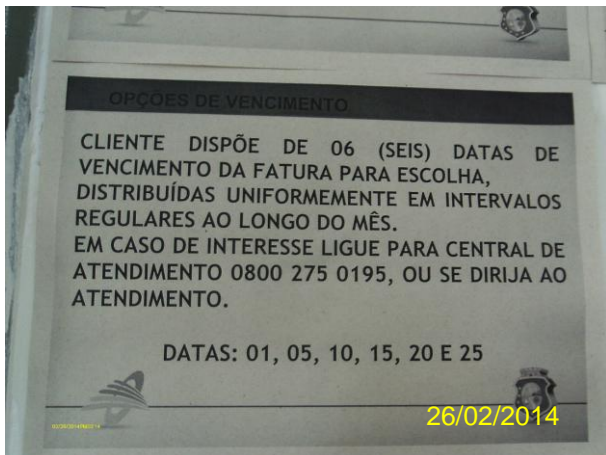 OPÇÕES DE VENCIMENTO
CLIENTE DISPÕE DE 06 (SEIS) DATAS DE
VENCIMENTO DA FATURA PARA ESCOLHA,
DISTRIBUÍDAS UNIFORMEMENTE EM INTERVALOS
REGULARES AO LONGO DO MÊS.
EM CASO DE INTERESSE LIGUE PARA CENTRAL DE
ATENDIMENTO 0800 275 0195, OU SE DIRIJA AO
ATENDIMENTO.
DATAS: 01, 05, 10, 15, 20 E 25
26/02/2014